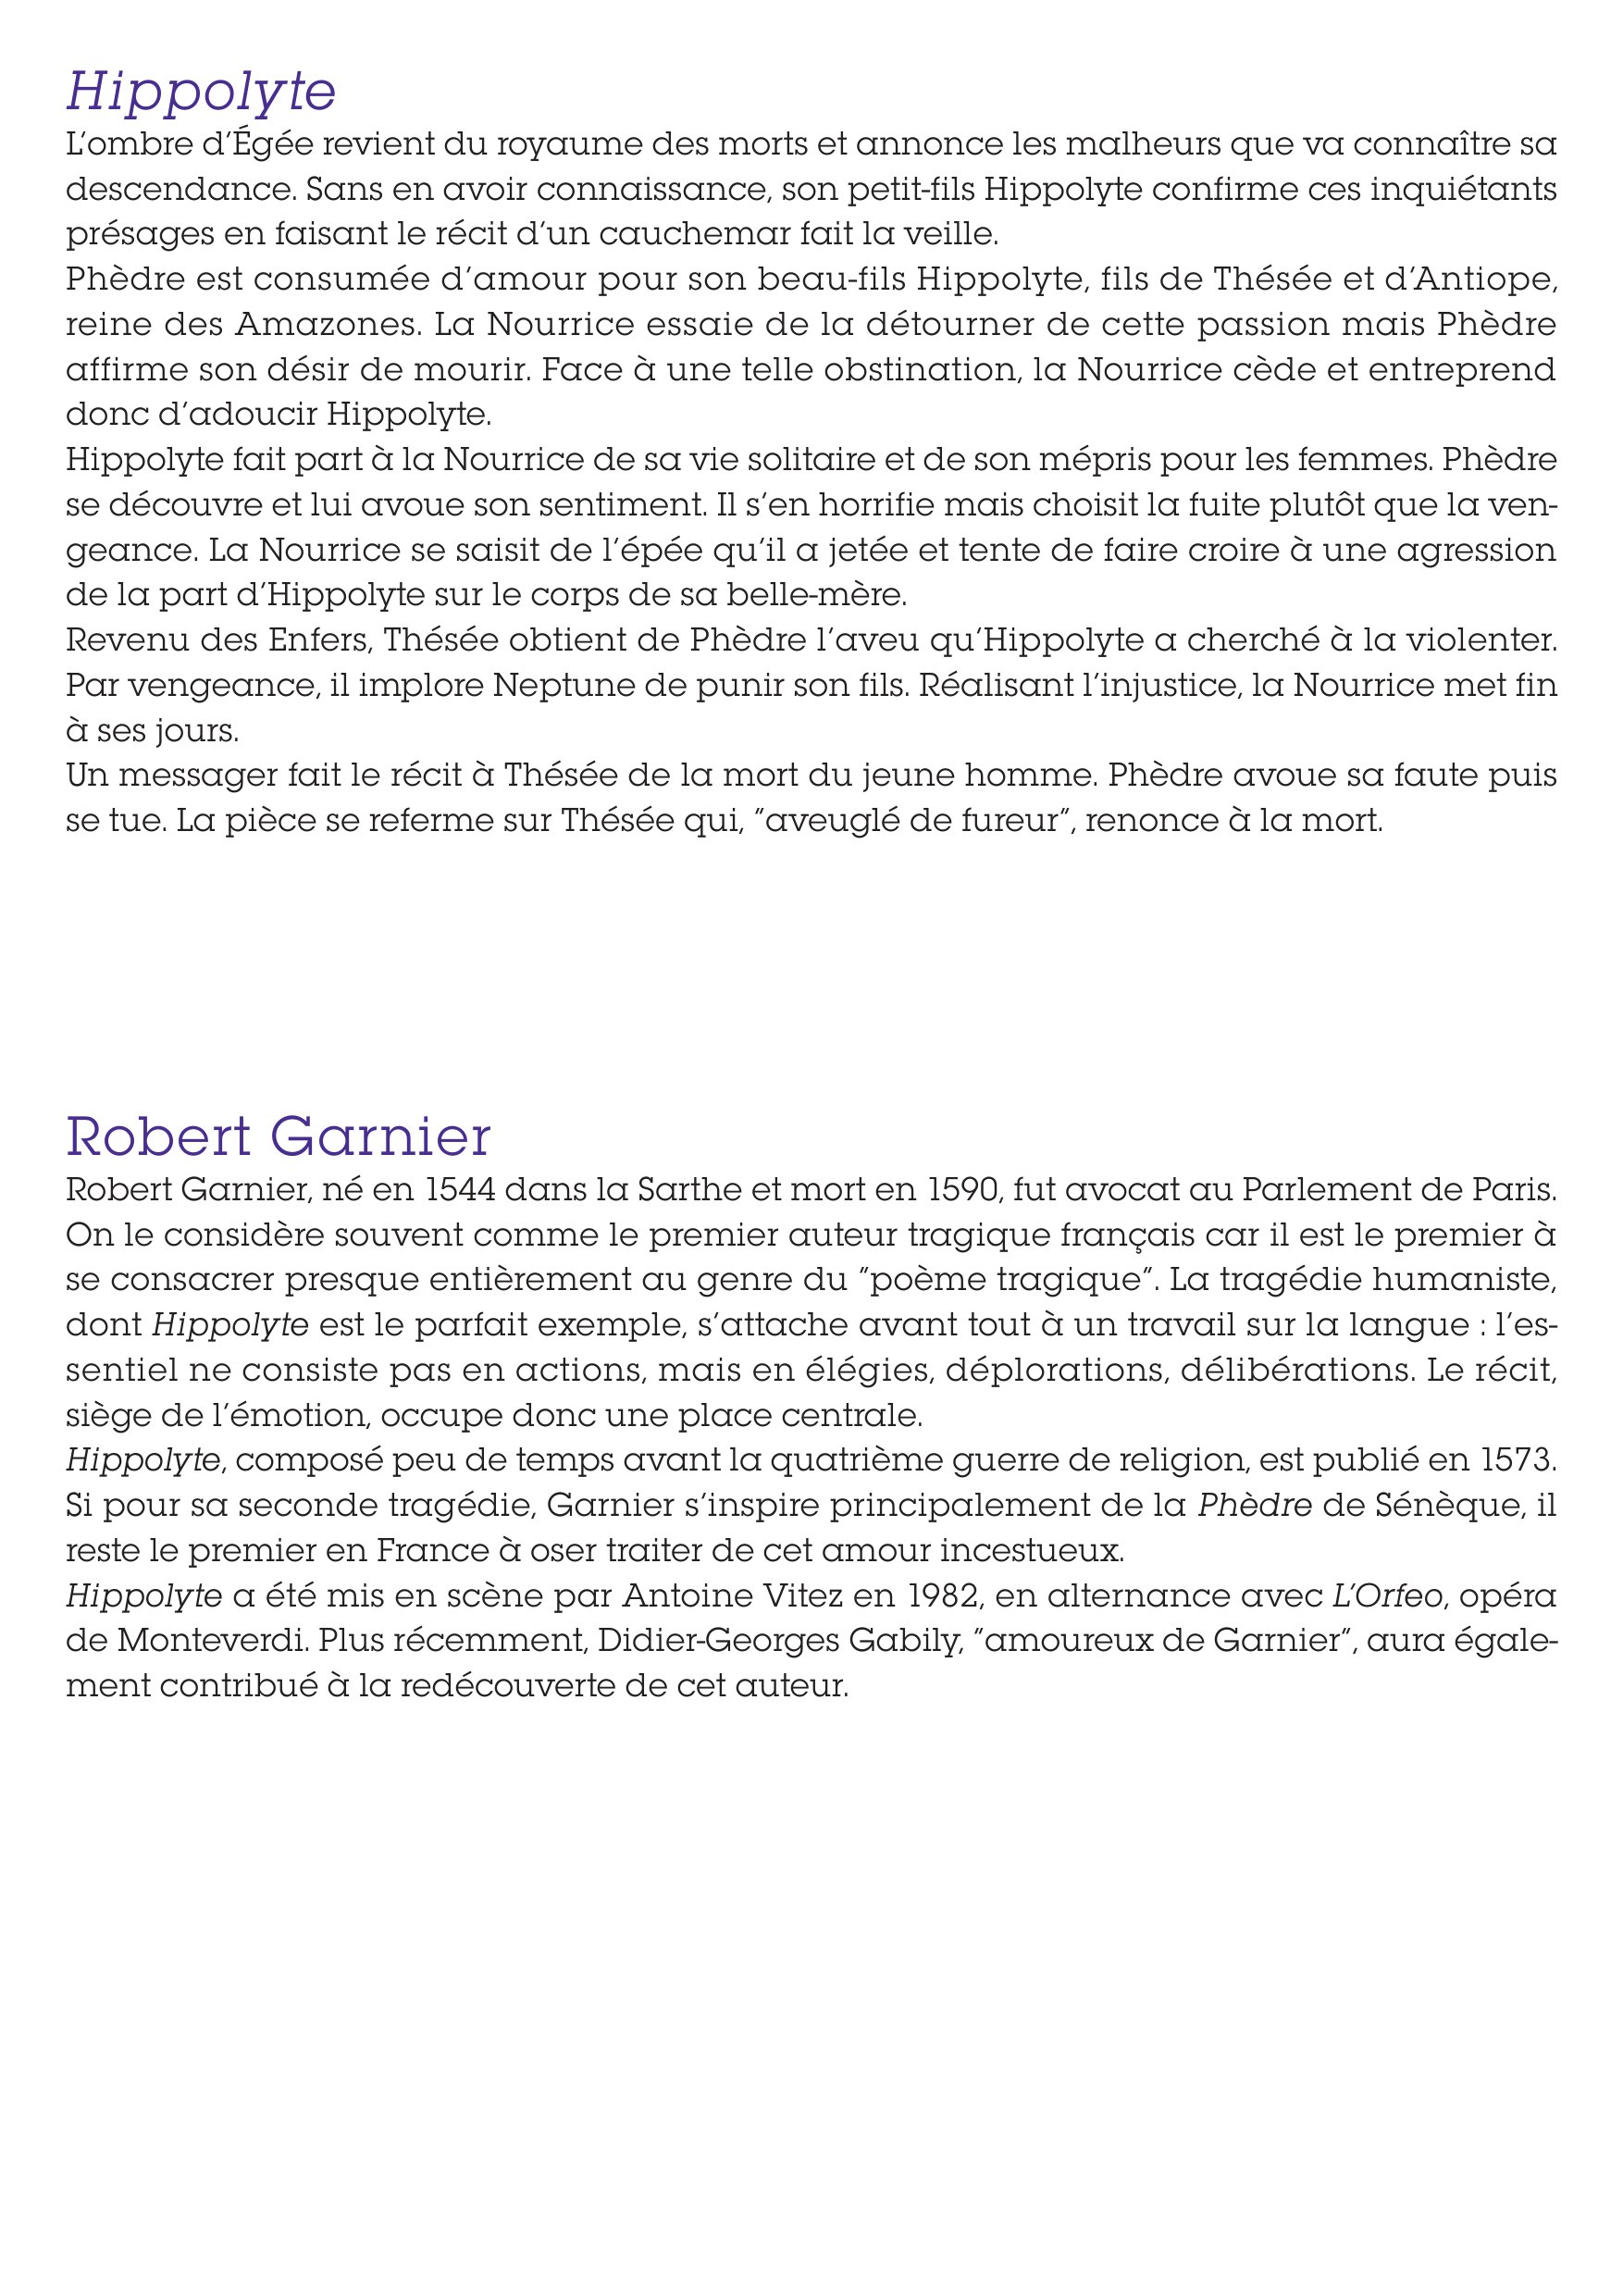 Hippolyte
L'ombre d'Égée revient du royaume des morts et annonce les malheurs que va connaître sa
descendance. Sans en avoir connaissance, son petit-fils Hippolyte confirme ces inquiétants
présages en faisant le récit d'un cauchemar fait la veille.
Phèdre est consumée d'amour pour son beau-fils Hippolyte, fils de Thésée et d'Antiope,
reine des Amazones. La Nourrice essaie de la détourner de cette passion mais Phèdre
affirme son désir de mourir. Face à une telle obstination, la Nourrice cède et entreprend
donc d'adoucir Hippolyte.
Hippolyte fait part à la Nourrice de sa vie solitaire et de son mépris pour les femmes. Phèdre
se découvre et lui avoue son sentiment. Il s'en horrifie mais choisit la fuite plutôt que la ven-
geance. La Nourrice se saisit de l'épée qu'il a jetée et tente de faire croire à une agression
de la part d'Hippolyte sur le corps de sa belle-mère.
Revenu des Enfers, Thésée obtient de Phèdre l'aveu qu'Hippolyte a cherché à la violenter.
Par vengeance, il implore Neptune de punir son fils. Réalisant l'injustice, la Nourrice met fin
à ses jours.
Un messager fait le récit à Thésée de la mort du jeune homme. Phèdre avoue sa faute puis
se tue. La pièce se referme sur Thésée qui, "aveuglé de fureur", renonce à la mort.
Robert Garnier
Robert Garnier, né en 1544 dans la Sarthe et mort en 1590, fut avocat au Parlement de Paris.
On le considère souvent comme le premier auteur tragique français car il est le premier à
se consacrer presque entièrement au genre du "poème tragique". La tragédie humaniste,
dont Hippolyte est le parfait exemple, s'attache avant tout à un travail sur la langue : l'es-
sentiel ne consiste pas en actions, mais en élégies, déplorations, délibérations. Le récit,
siège de l'émotion, occupe donc une place centrale.
Hippolyte, composé peu de temps avant la quatrième guerre de religion, est publié en 1573.
Si pour sa seconde tragédie, Garnier s'inspire principalement de la Phèdre de Sénèque, il
reste le premier en France à oser traiter de cet amour incestueux.
Hippolyte a été mis en scène par Antoine Vitez en 1982, en alternance avec L'Orfeo, opéra
de Monteverdi. Plus récemment, Didier-Georges Gabily, "amoureux de Garnier", aura égale-
ment contribué à la redécouverte de cet auteur.